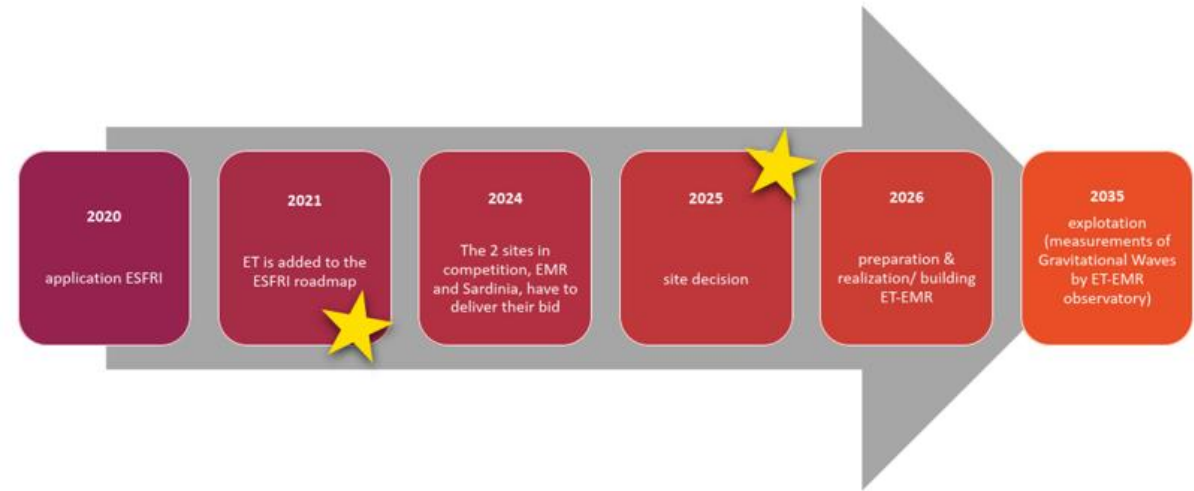 2020
application ESFRI
2021
ET is added to the
ESFRI roadmap
2024
The 2 sites in
competition, EMR
and Sardinia, have to
deliver their bid
2025
site decision
2026
preparation &
realization/ building
ET-EMR
2035
explotation
(measurements of
Gravitational Waves
by ET-EMR
observatory)